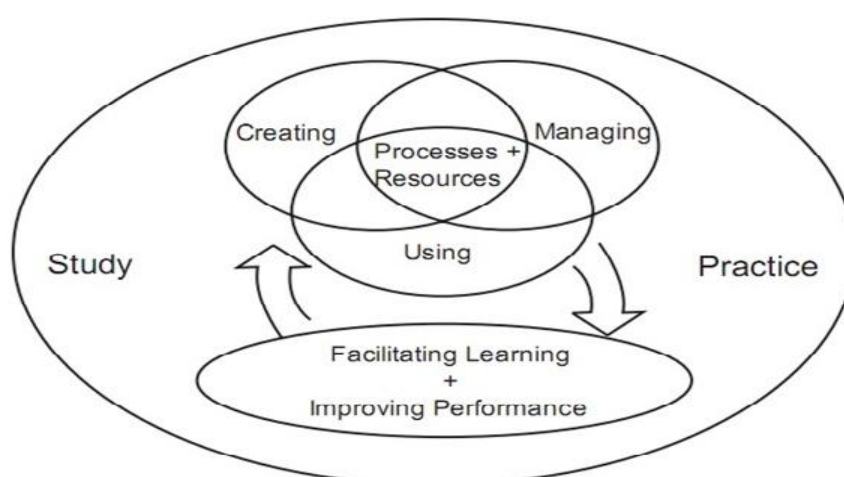 Creating
Managing
Processes +
Resources
Using
Study
Practice
Facilitating Learning
+
Improving Performance